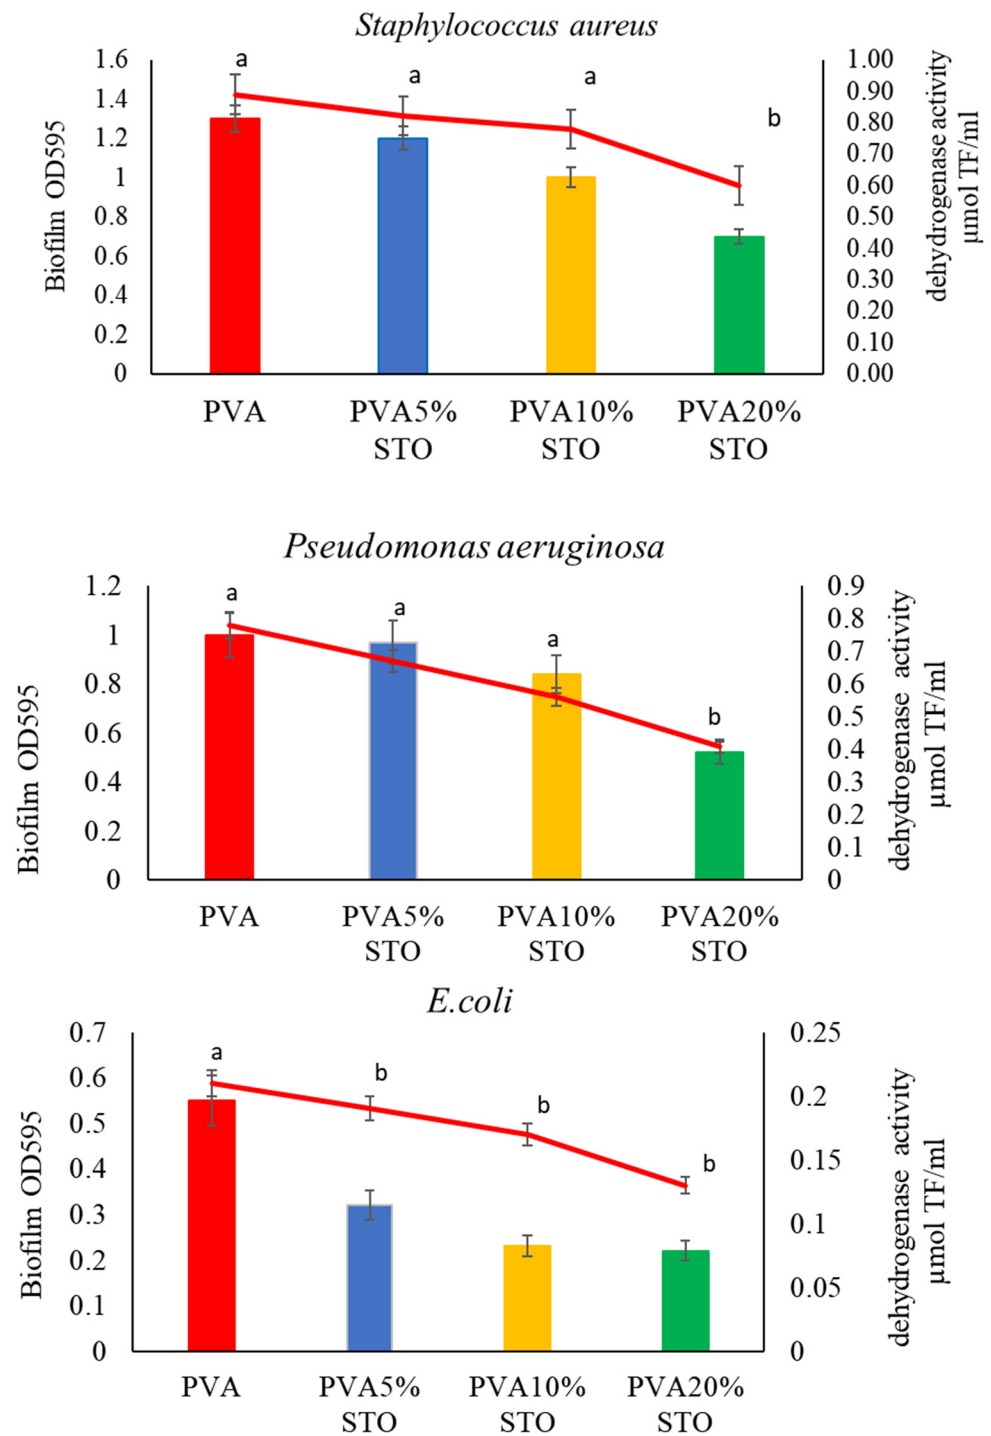 Staphylococcus aureus
Biofilm OD595
1.6
1.4
1.2
1
0.8
0.6
0.4
0.2
0
a
a
a
b
1.00
0.90
0.80
0.70
0.60
0.50
0.40
0.30
0.20
0.10
0.00
dehydrogenase activity
µmol TF/ml
PVA
PVA5%
STO
PVA10%
STO
PVA20%
STO
Pseudomonas aeruginosa
Biofilm OD595
1.2
1
0.8
0.6
0.4
0.2
0
a
a
a
b
0.9
0.8
0.7
0.6
0.5
0.4
0.3
0.2
0.1
0
dehydrogenase activity
µmol TF/ml
PVA
PVA5%
STO
PVA10%
STO
PVA20%
STO
E.coli
Biofilm OD595
0.7
0.6
0.5
0.4
0.3
0.2
0.1
0
a
b
b
b
0.25
0.2
0.15
0.1
0.05
0
dehydrogenase activity
µmol TF/ml
PVA
PVA5%
STO
PVA10%
STO
PVA20%
STO